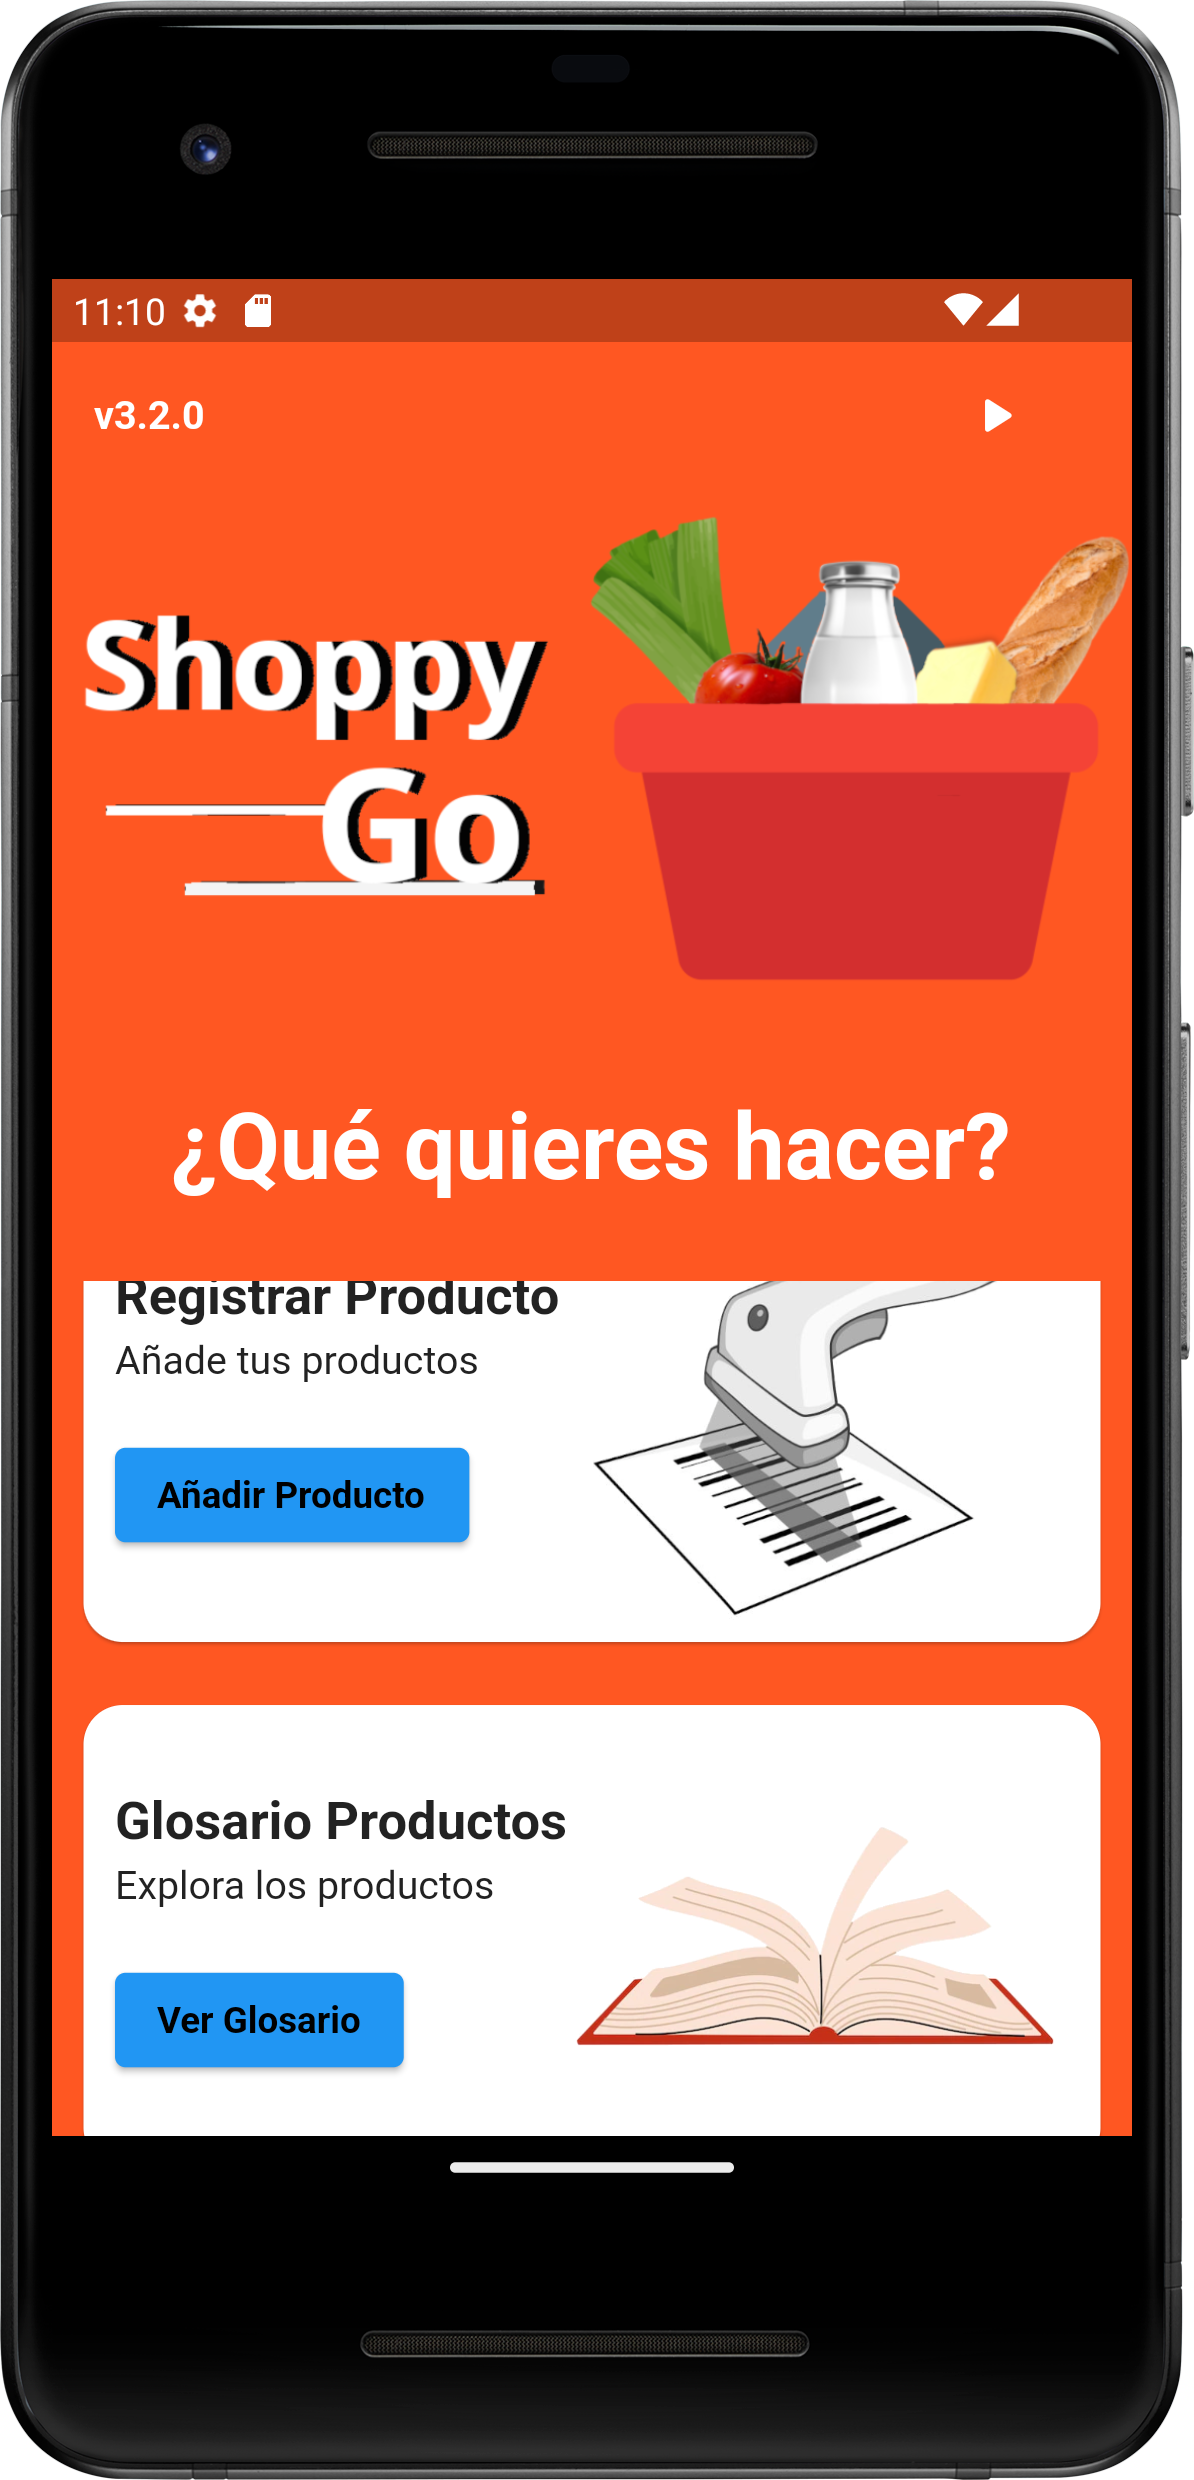 11:10
v3.2.0
Shoppy
Go
¿Qué quieres hacer?
Registrar Producto
Añade tus productos
Añadir Producto
Glosario Productos
Explora los productos
Ver Glosario